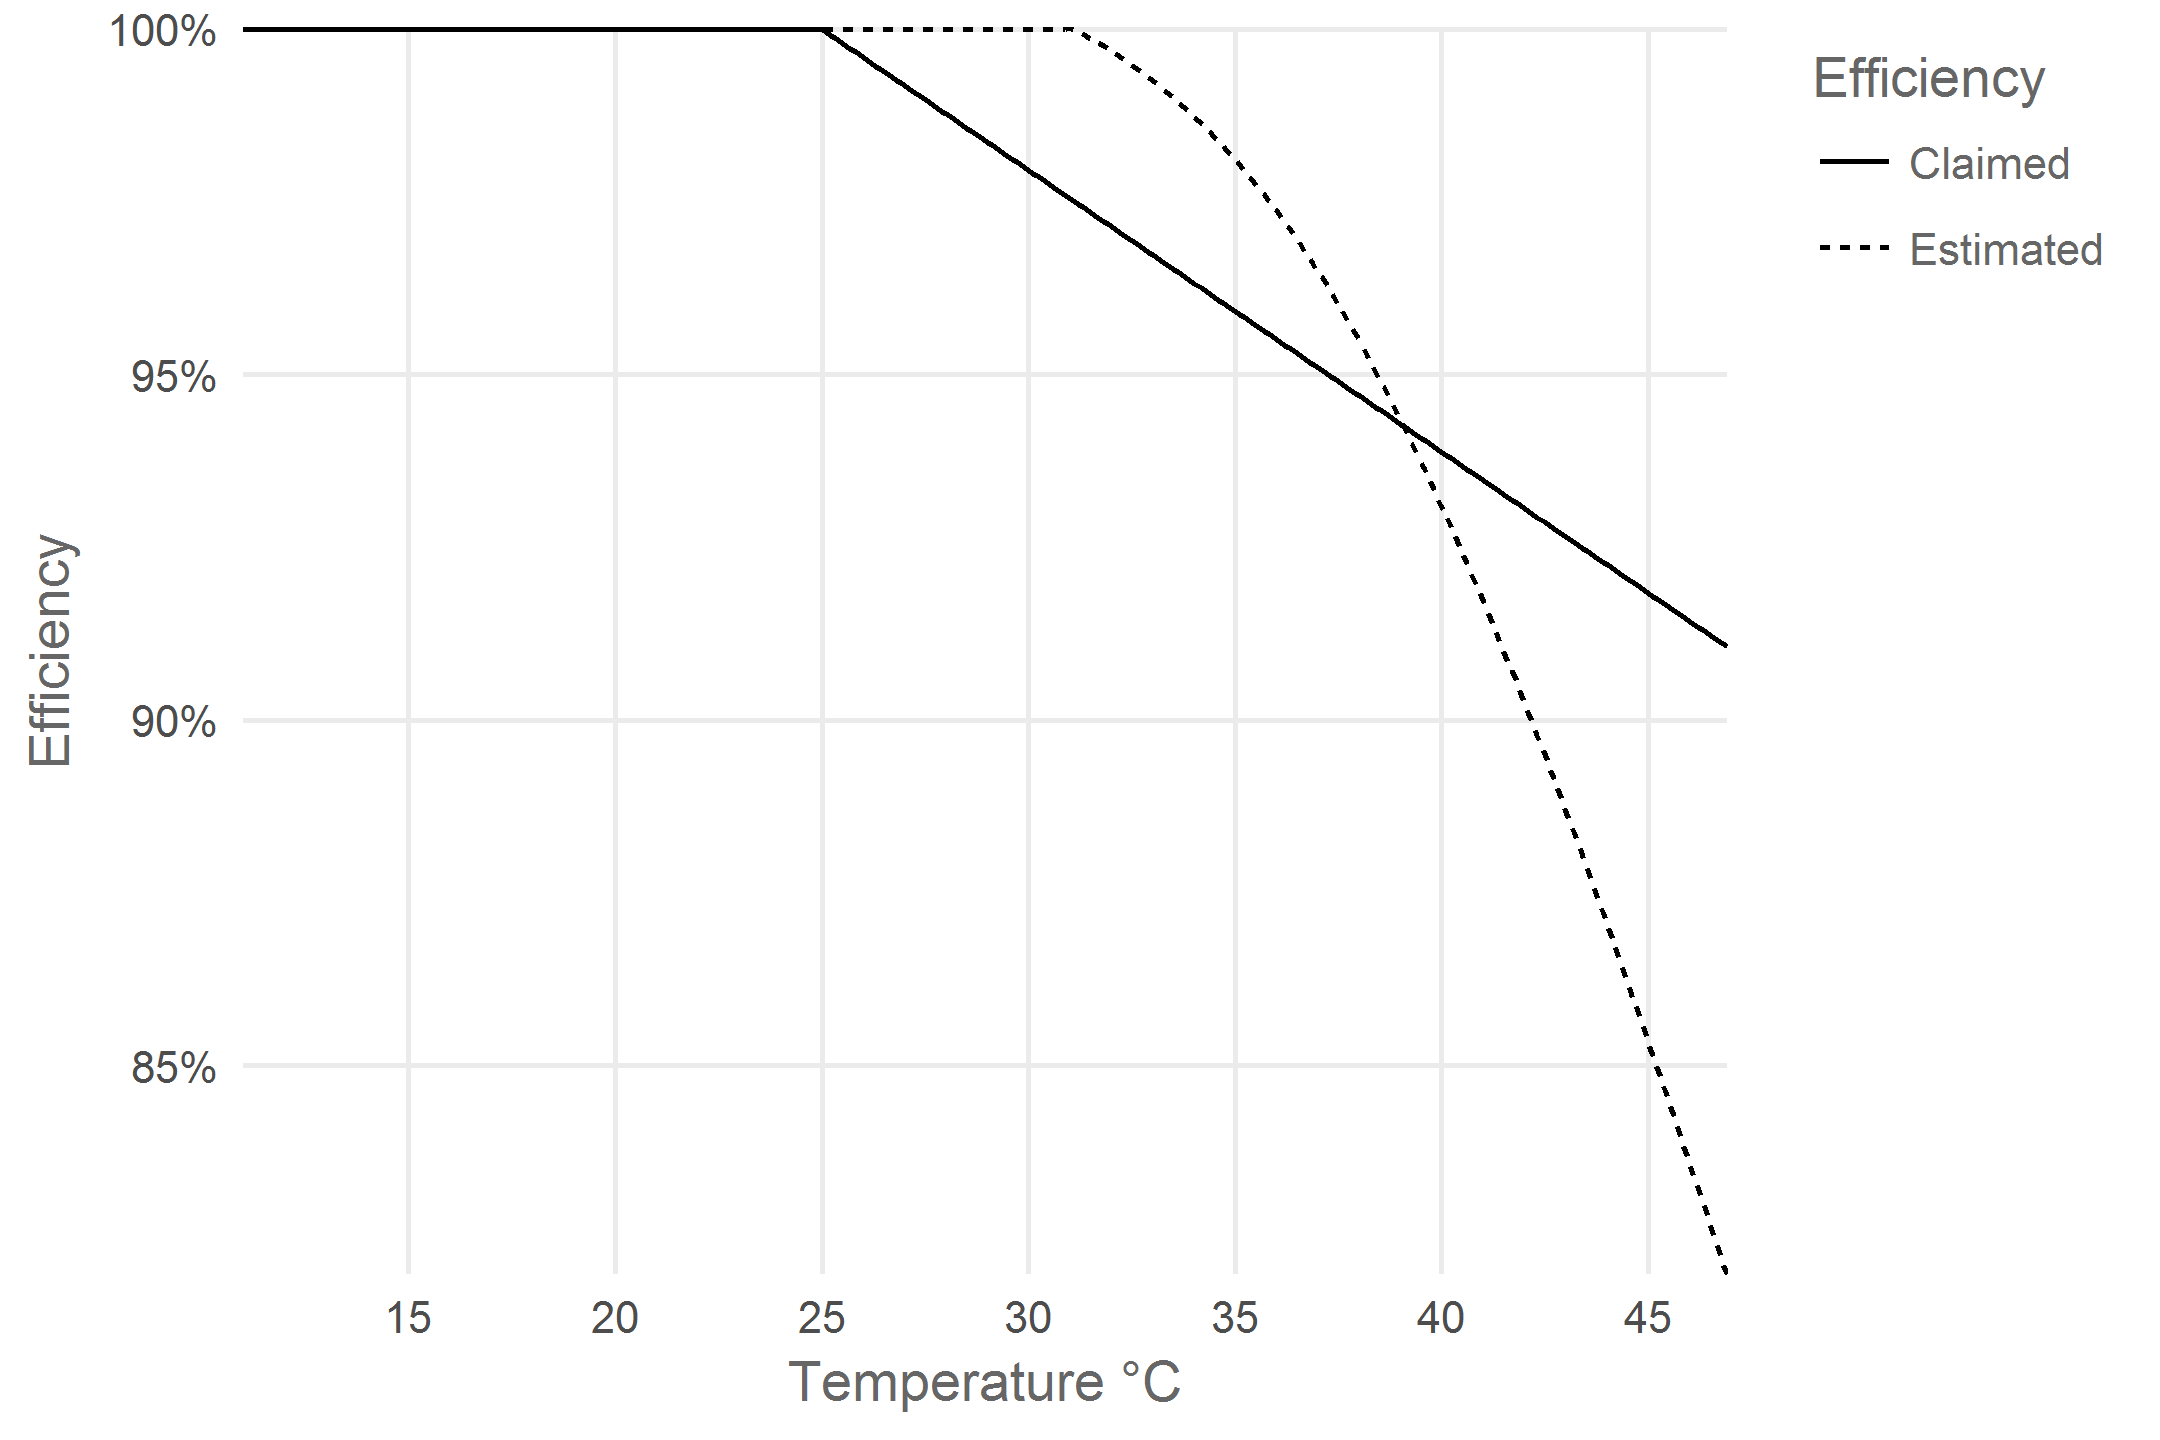 Efficiency
Claimed
Estimated
Efficiency
100%
95%
90%
85%
15 20 25 30 35 40 45
Temperature °C